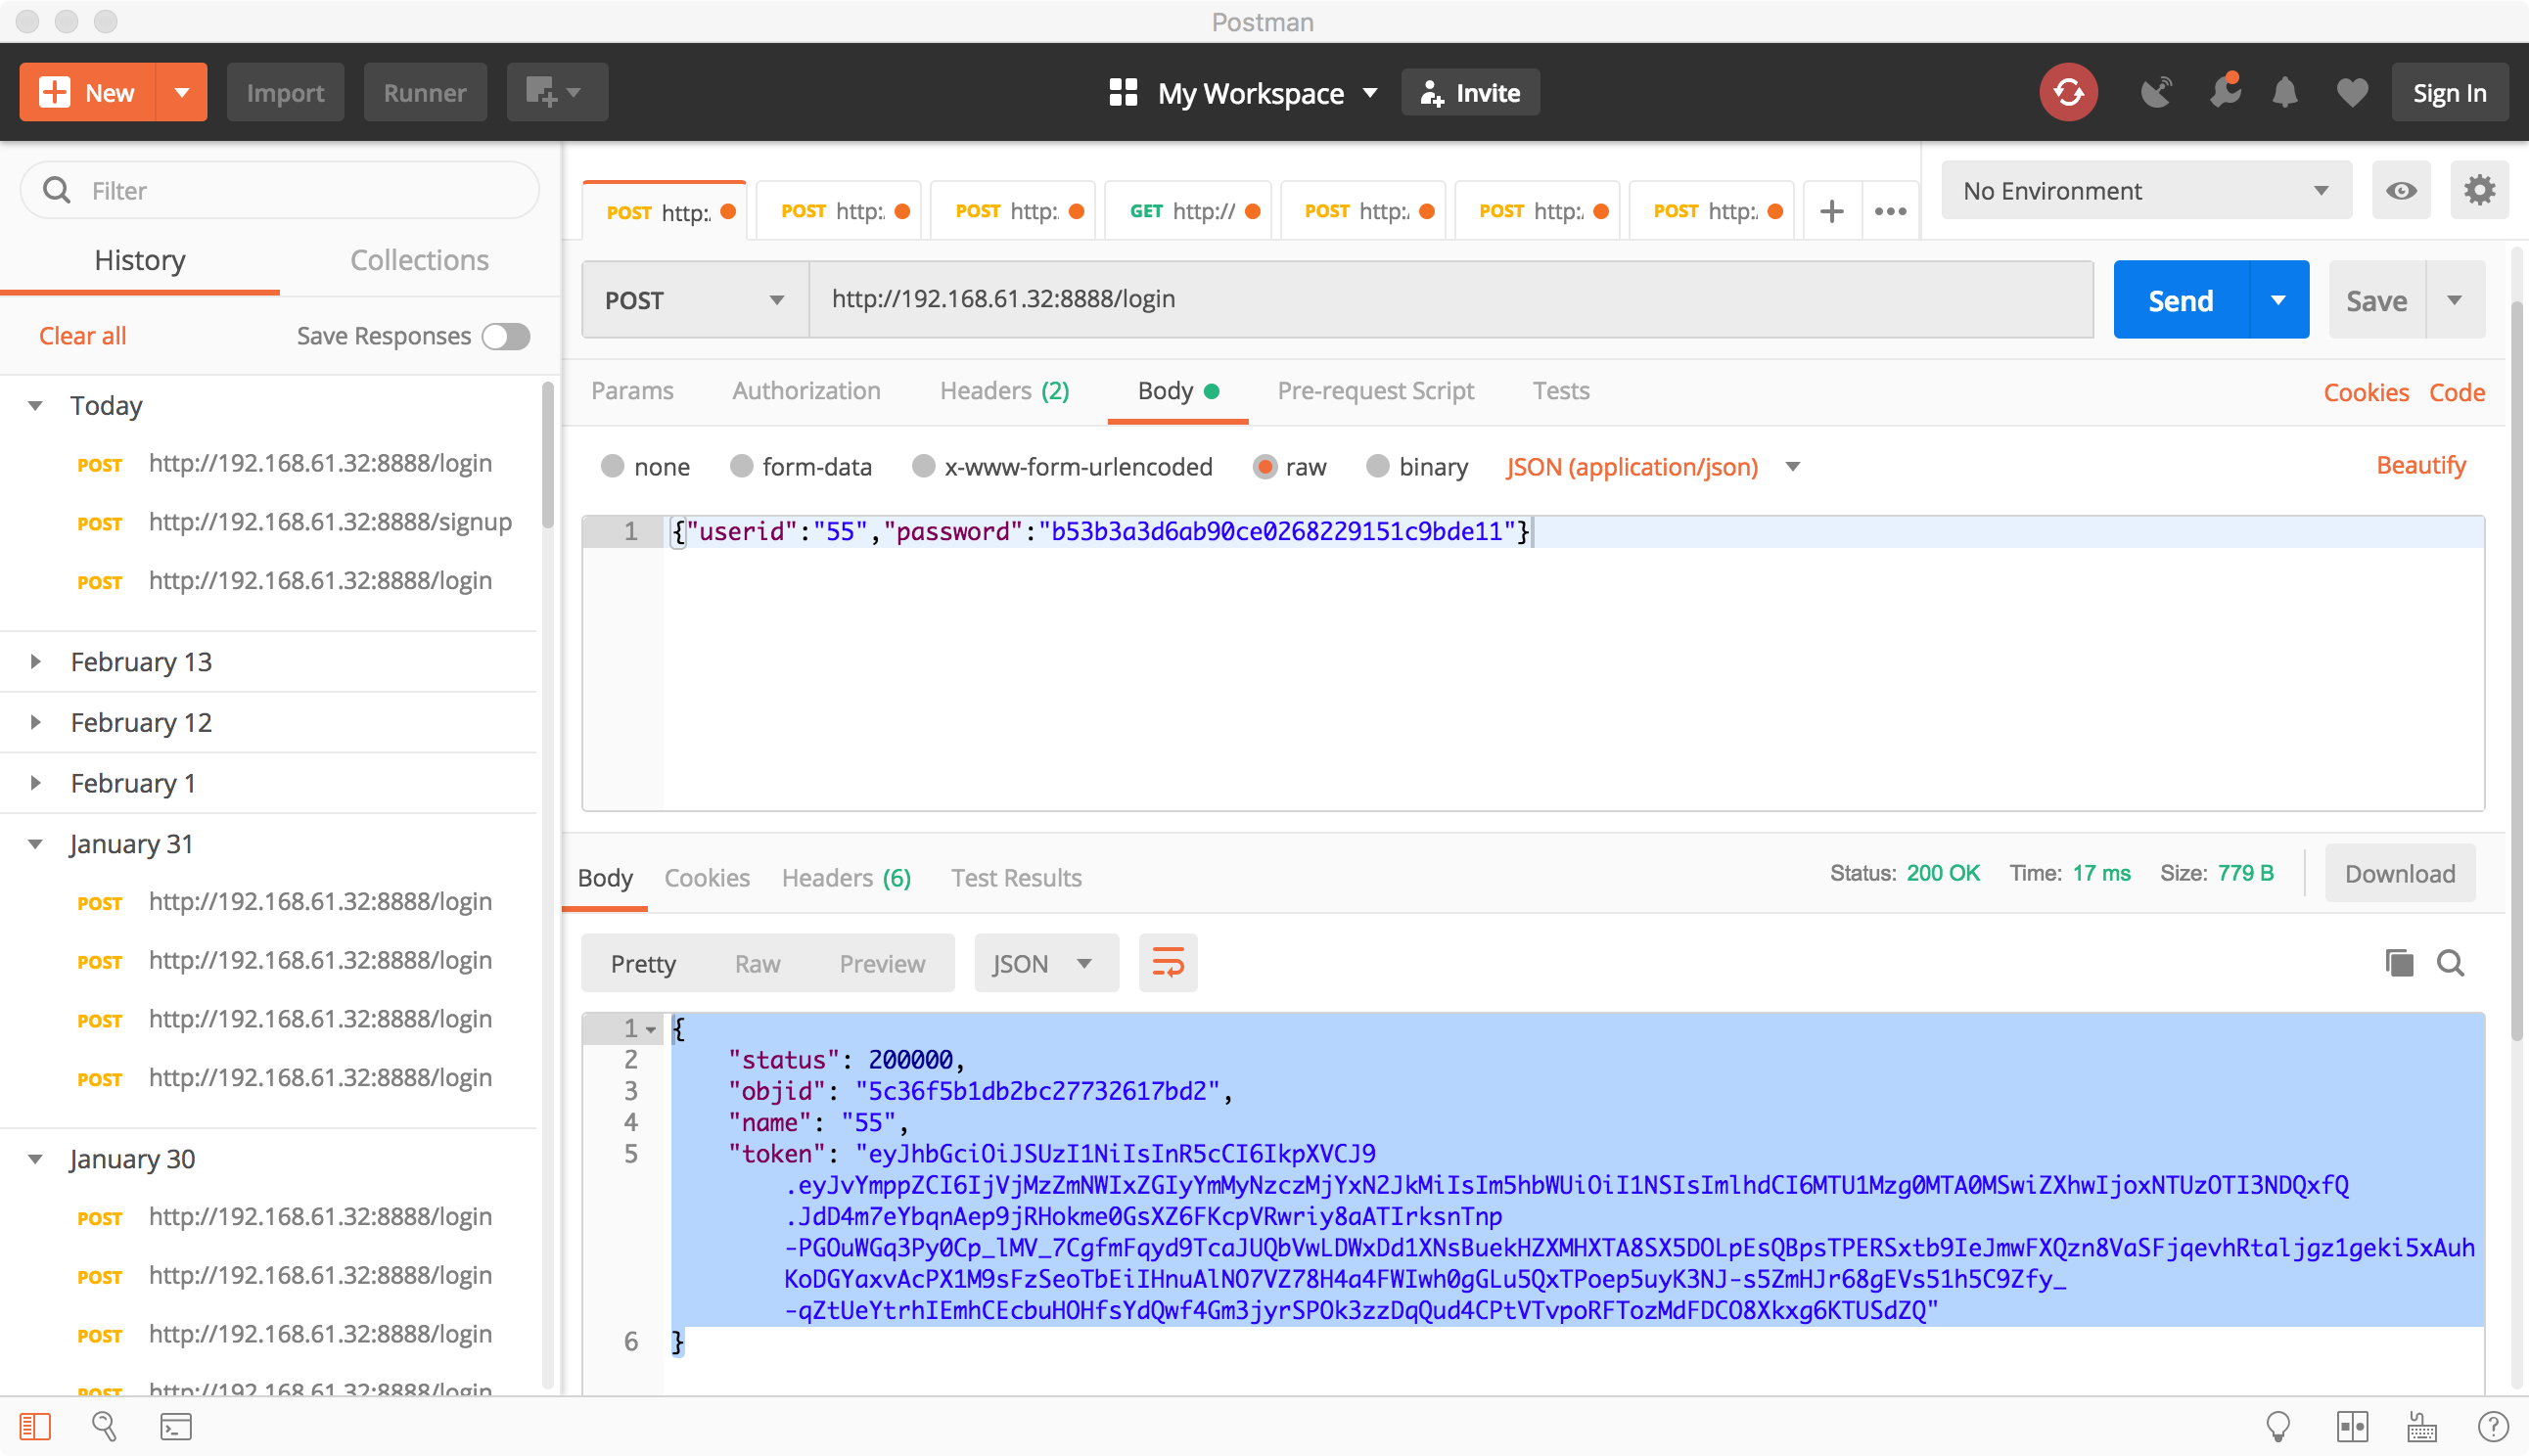 Postman
New
Import
Runner
My Workspace
Invite
Sign In
Filter
History
Collections
Clear all
Save Responses
Today
POST http://192.168.61.32:8888/login
POST http://192.168.61.32:8888/signup
POST http://192.168.61.32:8888/login
February 13
February 12
February 1
January 31
POST http://192.168.61.32:8888/login
POST http://192.168.61.32:8888/login
POST http://192.168.61.32:8888/login
POST http://192.168.61.32:8888/login
January 30
POST http://192.168.61.32:8888/login
POST http://192.168.61.32:8888/login
POST http://192.168.61.32:8888/login
POST http://192.168.61.32:8888/login
POST http:
POST http:
POST http:
GET http://
POST http:
POST http:
POST http:
No Environment
POST
http://192.168.61.32:8888/login
Send
Save
Params
Authorization
Headers (2)
Body
Pre-request Script
Tests
Cookies
Code
none
form-data
x-www-form-urlencoded
raw
binary
JSON (application/json)
Beautify
1 {"userid":"55","password":"b53b3a3d6ab90ce0268229151c9bde11"}
Body
Cookies
Headers (6)
Test Results
Status: 200 OK
Time: 17 ms
Size: 779 B
Download
Pretty
Raw
Preview
JSON
1 {
2 "status": 200000,
3 "objid": "5c36f5b1db2bc27732617bd2",
4 "name": "55",
5 "token": "eyJhbGciOiJSUzI1NiIsInR5cCI6IkpXVCJ9
.eyJvYmppZCI6IjVjMzZmNWIxZGIyYmMyNzczMjYxN2JkMiIsIm5hbWUiOiI1NSIsImlhdCI6MTU1Mzg0MTA0MSwiZXhwIjoxNTUzOTI3NDQxfQ
.JdD4m7eYbqnAep9jRHokme0GsXZ6FKcpVRwriy8aATIrksnTnp
-PGOuWGq3Py0Cp_lMV_7CgfmFqyd9TcaJUQbVwLDWxDd1XNsBuekHZXMHXTA8SX5DOLpEsQBpsTPERSxtb9IeJmwFXQzn8VaSFjqevhRtaljgz1geki5xAuh
KoDGYaxvAcPX1M9sFzSeoTbEiIHnuAlNO7VZ78H4a4FWIwh0gGLu5QxTPoep5uyK3NJ-s5ZmHJr68gEVs51h5C9Zfy_
-qZtUeYtrhIEmhCEcbuHOHfsYdQwf4Gm3jyrSPOk3zzDqQud4CPtVTvpoRFTozMdFDCO8Xkxg6KTUSdZQ"
6 }